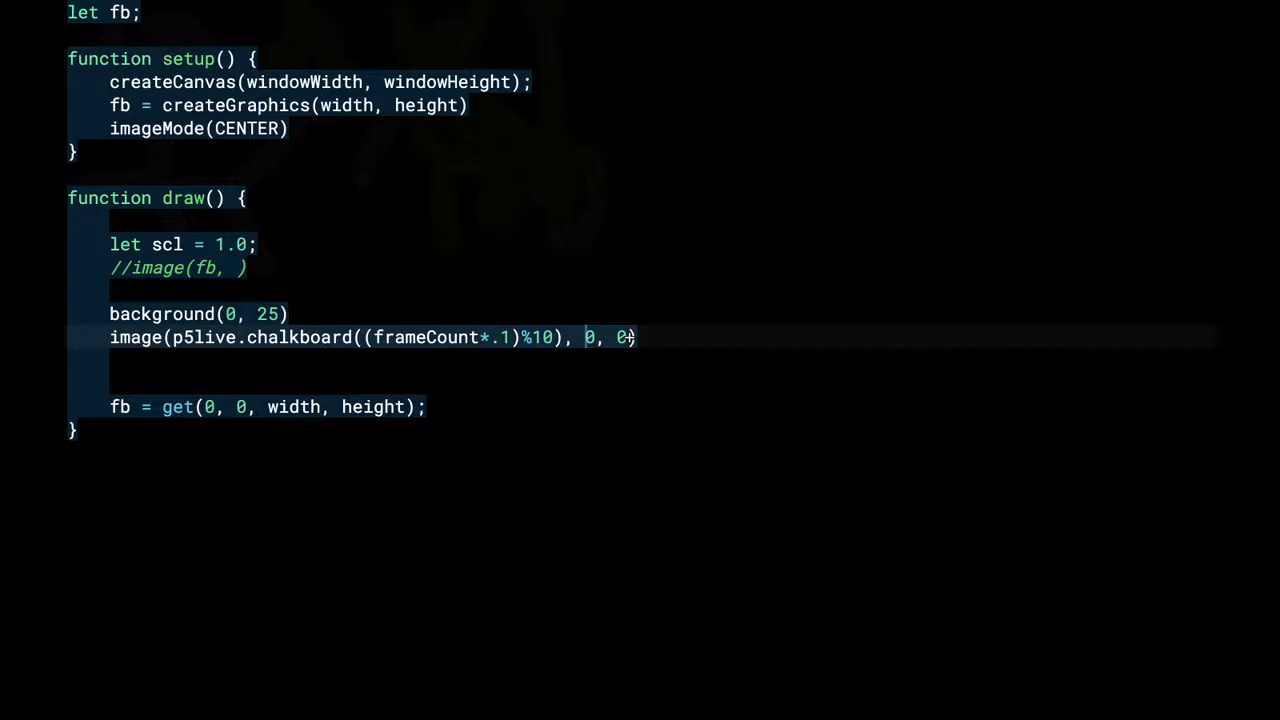 let fb;
function setup() {
createCanvas(windowWidth, windowHeight);
fb = createGraphics(width, height)
imageMode(CENTER)
}
function draw() {
let scl = 1.0;
//image(fb, )
background(0, 25)
image(p5live.chalkboard((frameCount*.1)%10), 0, 0)
fb = get(0, 0, width, height);
}